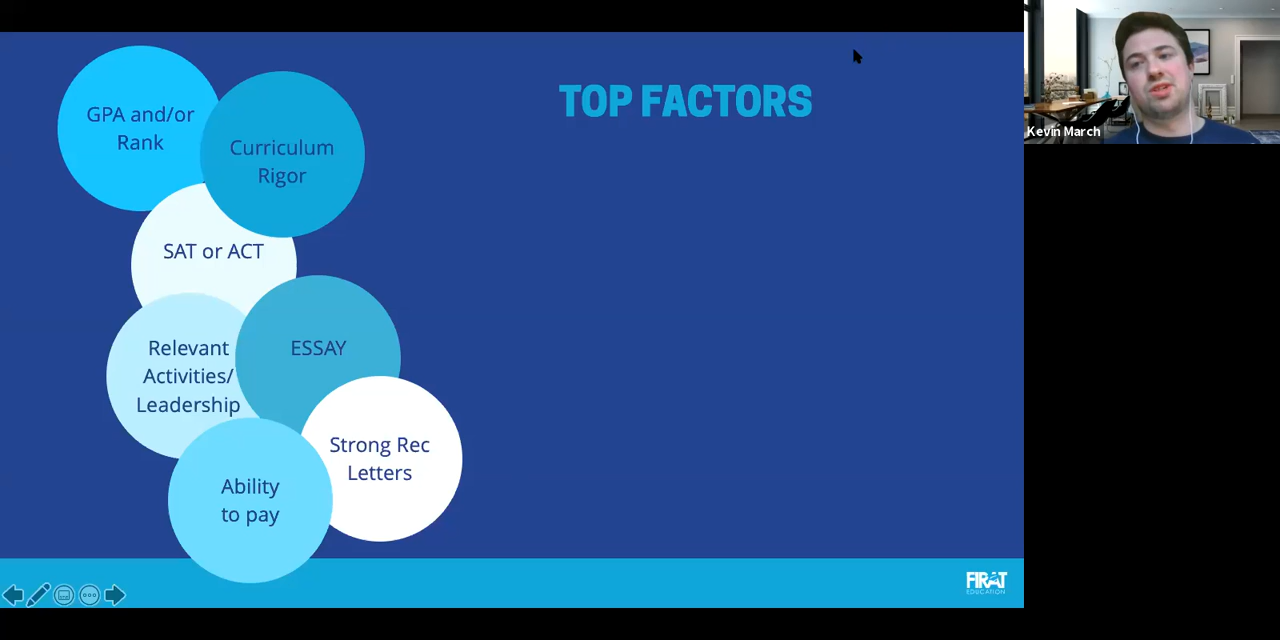 TOP FACTORS
GPA and/or
Rank
Curriculum
Rigor
SAT or ACT
Relevant
Activities/
Leadership
ESSAY
Strong Rec
Letters
Ability
to pay
FIRAT
EDUCATION
Kevin March